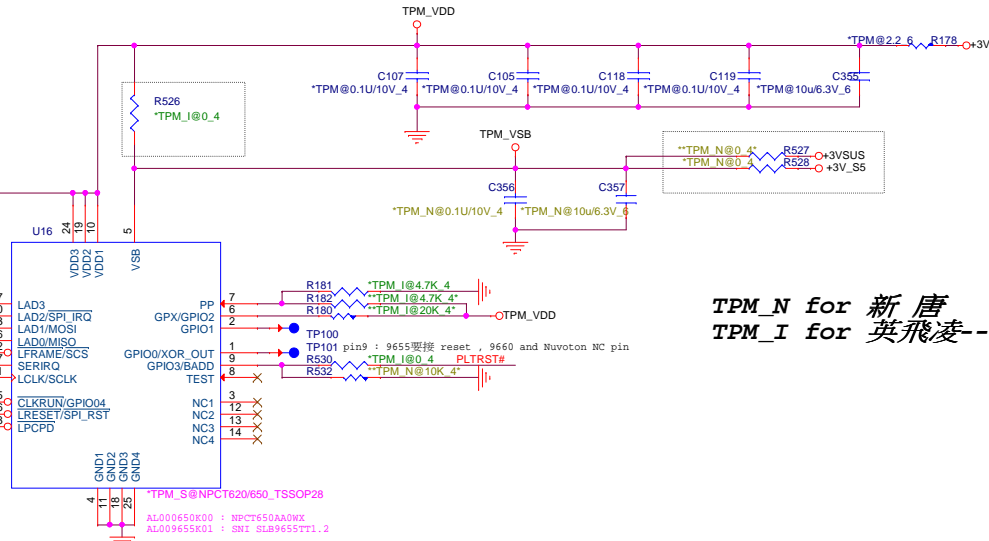 TPM_VDD
*TPM@2.2_6 R178 +3V
C107 C105 C118 C119 C355
*TPM@0.1U/10V_4 *TPM@0.1U/10V_4 *TPM@0.1U/10V_4 *TPM@0.1U/10V_4 *TPM@10u/6.3V_6
R526
*TPM_I@0_4
TPM_VSB
**TPM_N@0_4* R527 +3VSUS
*TPM_N@0_4 R528 +3V_S5
C356 C357
*TPM_N@0.1U/10V_4 *TPM_N@10u/6.3V_6
24 19 10 5
U16
VDD3 VDD2 VDD1 VSB
LAD3
LAD2/SPI_IRQ
LAD1/MOSI
LAD0/MISO
LFRAME/SCS
SERIRQ
LCLK/SCLK
CLKRUN/GPIO04
LRESET/SPI_RST
LPCPD
PP 7 R181 *TPM_I@4.7K_4
R182 **TPM_I@4.7K_4*
GPX/GPIO2 6 R180 *TPM_I@20K_4 TPM_VDD
GPIO1 2
TP100
GPIO0/XOR_OUT 1 TP101 pin9 : 9655要接 reset , 9660 and Nuvoton NC pin
GPIO3/BADD 9 R530 *TPM_I@0_4 PLTRST#
TEST 8 R532 **TPM_N@10K_4*
NC1 3
NC2 12
NC3 13
NC4 14
GND1 GND2 GND3 GND4
4 11 18 25
*TPM_S@NPCT620/650_TSSOP28
AL000650K00 : NPCT650AA0WX
AL009655K01 : SNI SLB9655TT1.2
TPM_N for 新 唐
TPM_I for 英飛凌--